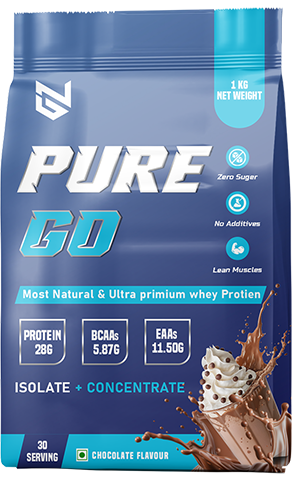 1 KG
NET WEIGHT
PURE
GO
Zero Suger
No Additives
Lean Muscles
Most Natural & Ultra primium whey Protien
PROTEIN
28G
BCAAs
5.87G
EAAs
11.50G
ISOLATE + CONCENTRATE
30
SERVING
CHOCOLATE FLAVOUR